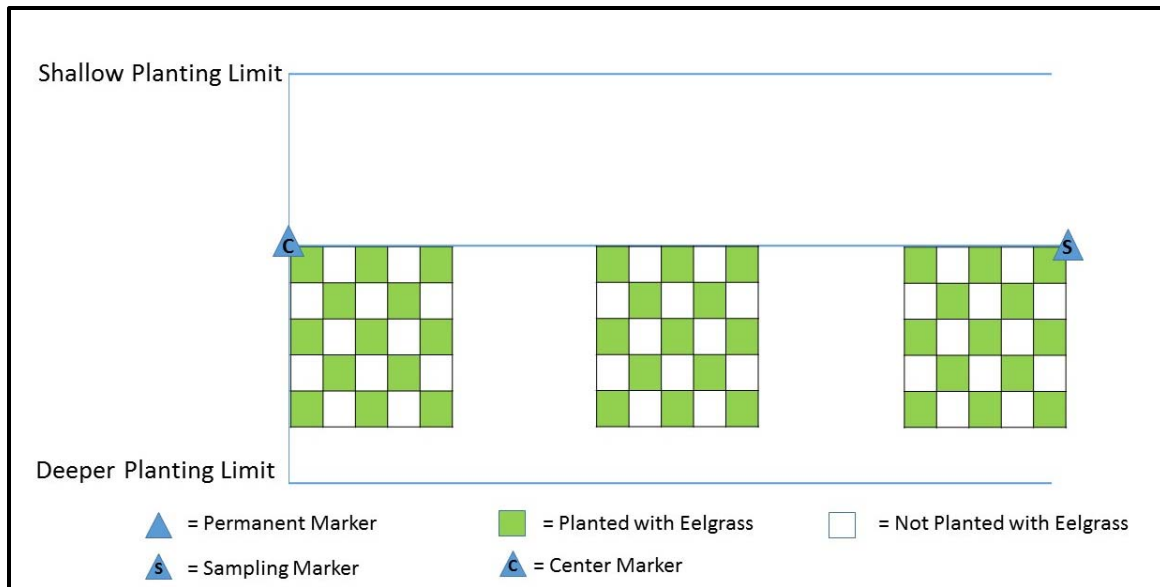 Shallow Planting Limit
C
S
Deeper Planting Limit
= Permanent Marker
= Planted with Eelgrass
= Not Planted with Eelgrass
S = Sampling Marker
C = Center Marker